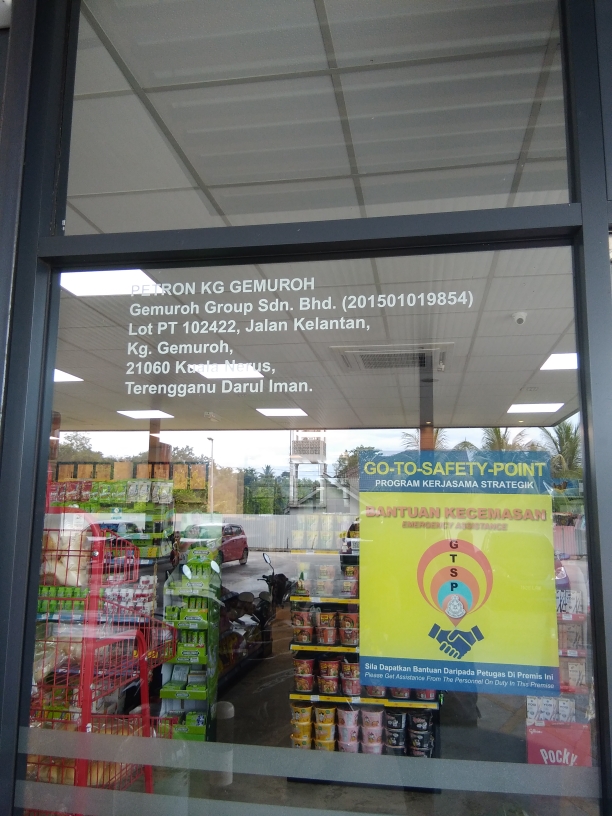 PETRON KG GEMUROH
Gemuroh Group Sdn. Bhd. (201501019854)
Lot PT 102422, Jalan Kelantan,
Kg. Gemuroh,
21060 Kuala Nerus,
Terengganu Darul Iman.
GO-TO-SAFETY-POINT
PROGRAM KERJASAMA STRATEGIK
BANTUAN KECEMASAN
EMERGENCY ASSISTANCE
G
T
S
P
Sila Dapatkan Bantuan Daripada Petugas Di Premis Ini
Please Get Assistance From The Personnel On Duty In This Premise
POCKY